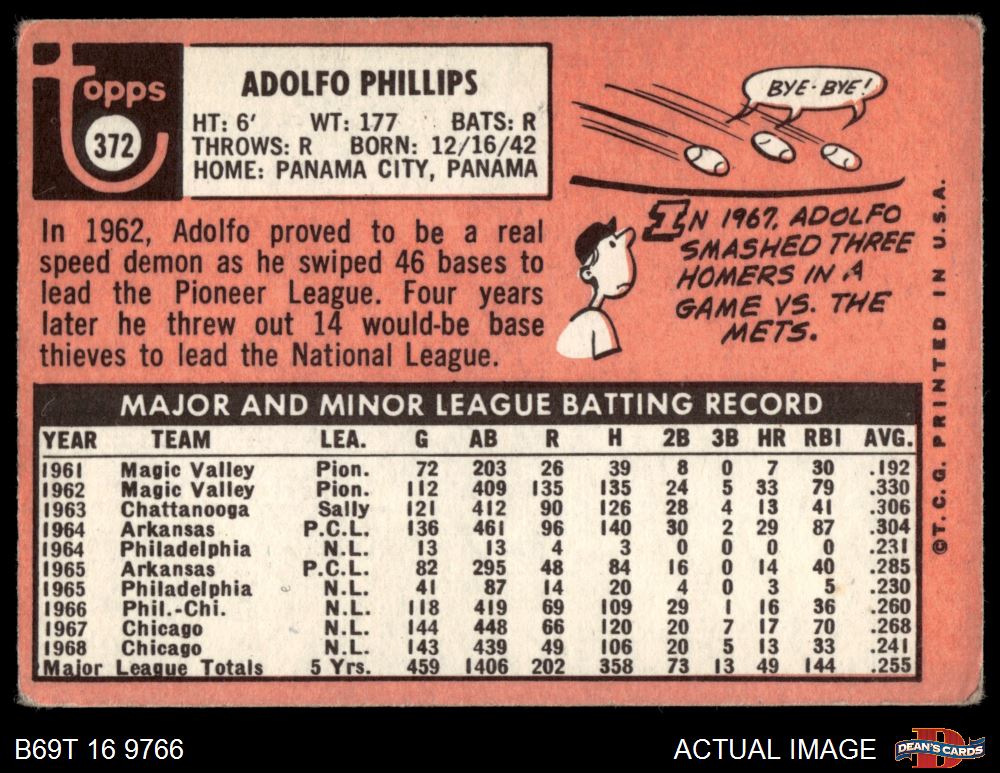 Topps
372
ADOLFO PHILLIPS
HT: 6' WT: 177 BATS: R
THROWS: R BORN: 12/16/42
HOME: PANAMA CITY, PANAMA
In 1962, Adolfo proved to be a real
speed demon as he swiped 46 bases to
lead the Pioneer League. Four years
later he threw out 14 would-be base
thieves to lead the National League.
BYE-BYE!
IN 1967, ADOLFO
SMASHED THREE
HOMERS IN A
GAME VS. THE
METS.
©T.C.G. PRINTED IN U.S.A.
MAJOR AND MINOR LEAGUE BATTING RECORD
YEAR TEAM LEA. G AB R H 2B 3B HR RBI AVG.
1961 Magic Valley Pion. 72 203 26 39 8 0 7 30 .192
1962 Magic Valley Pion. 112 409 135 135 24 5 33 79 .330
1963 Chattanooga Sally 121 412 90 126 28 4 13 41 .306
1964 Arkansas P.C.L. 136 461 96 140 30 2 29 87 .304
1964 Philadelphia N.L. 13 13 4 3 0 0 0 0 .231
1965 Arkansas P.C.L. 82 295 48 84 16 0 14 40 .285
1965 Philadelphia N.L. 41 87 14 20 4 0 3 5 .230
1966 Phil.-Chi. N.L. 118 419 69 109 29 1 16 36 .260
1967 Chicago N.L. 144 448 66 120 20 7 17 70 .268
1968 Chicago N.L. 143 439 49 106 20 5 13 33 .241
Major League Totals 5 Yrs. 459 1406 202 358 73 13 49 144 .255
B69T 16 9766
ACTUAL IMAGE
DEAN'S CARDS